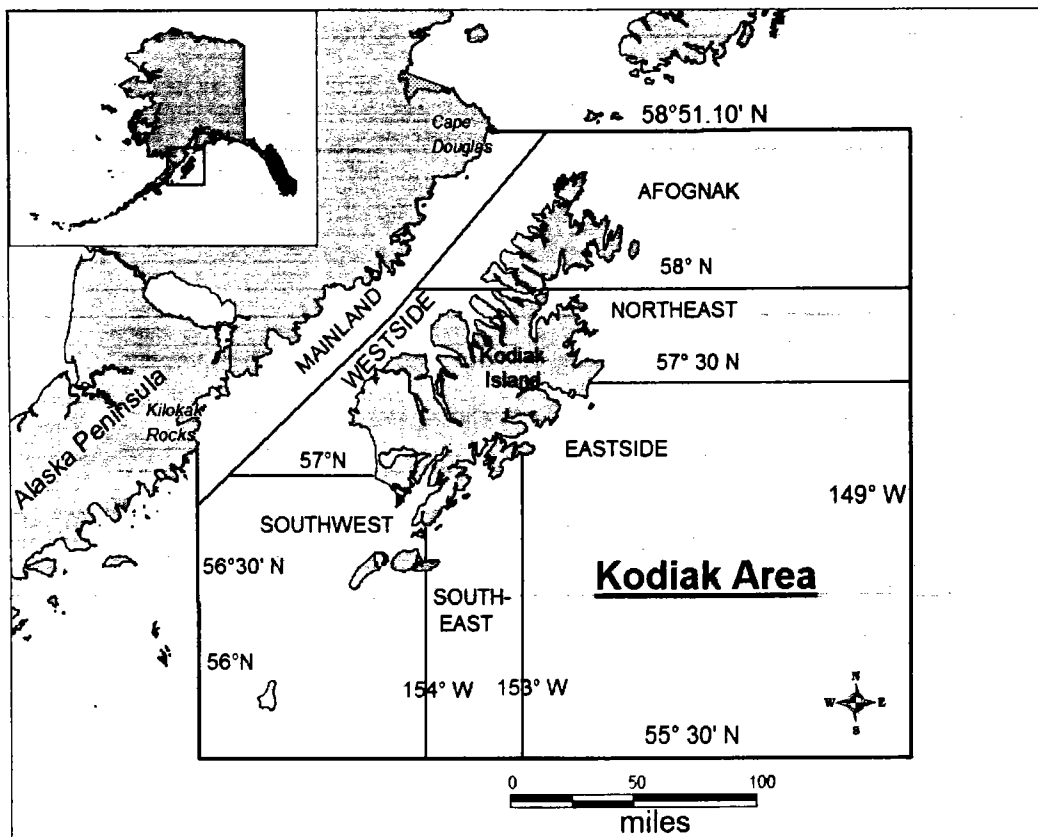 58°51.10' N
Cape
Douglas
AFOGNAK
58° N
NORTHEAST
MAINLAND
WESTSIDE
Kodiak
Island
57° 30 N
Alaska Peninsula
Kilokak
Rocks
57°N
EASTSIDE
149° W
SOUTHWEST
56°30' N
Kodiak Area
SOUTH-
EAST
56°N
154° W
153° W
N
W
E
S
55° 30' N
0
50
100
miles